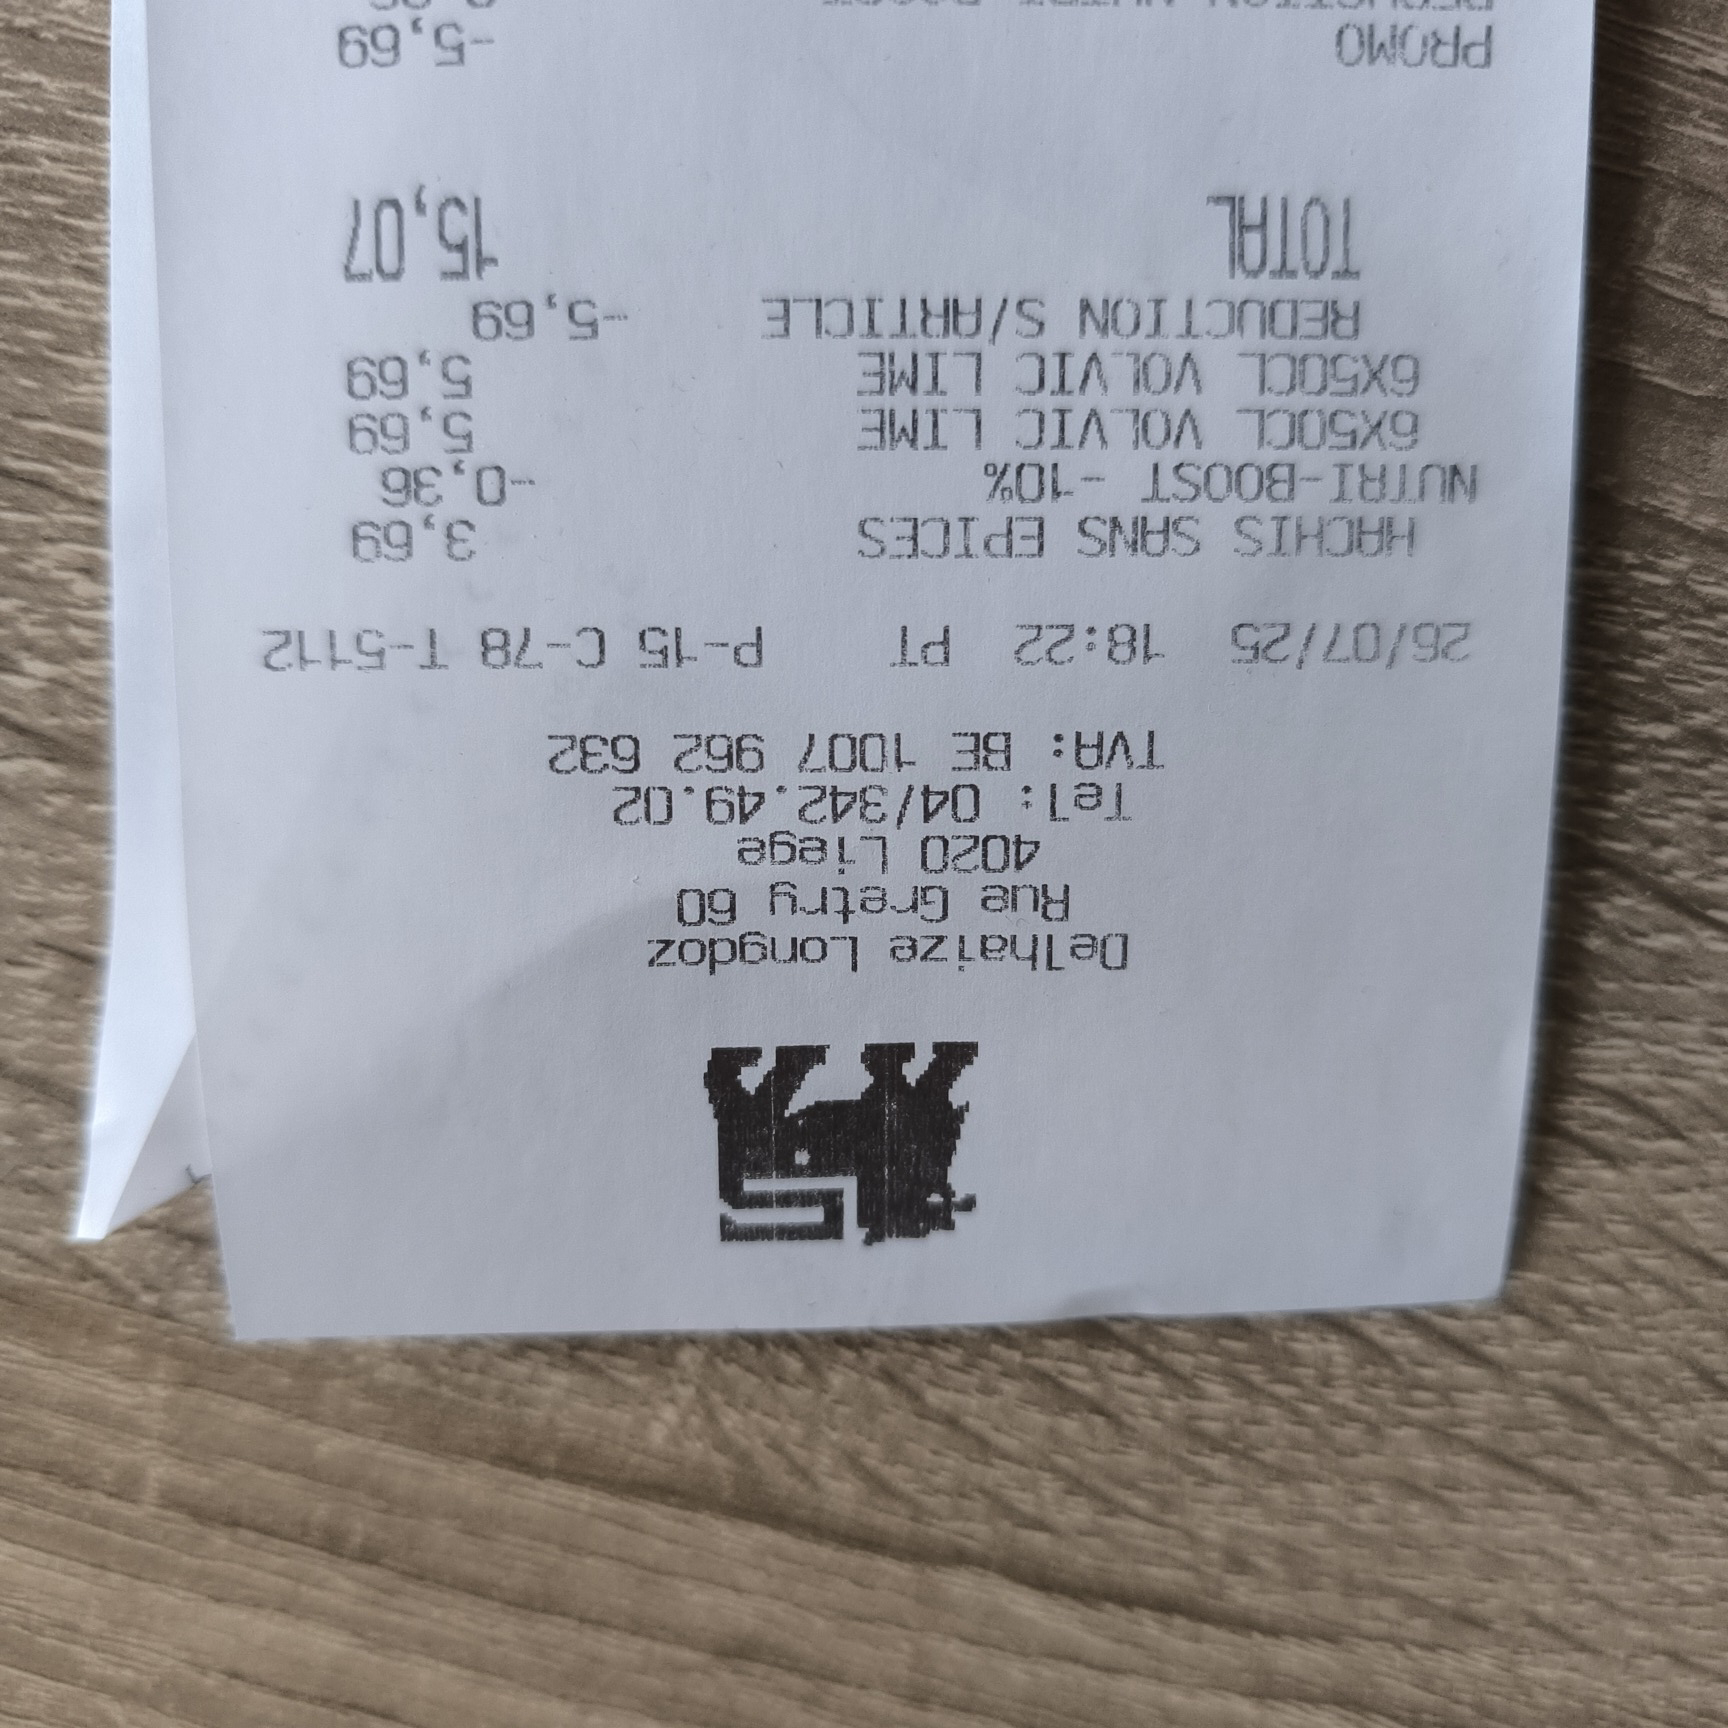 Delhaize Longdoz
Rue Gretry 60
4020 Liege
Tel: 04/342.49.02
TVA: BE 1007 962 632
26/07/25 18:22 PT P-15 C-78 T-5112
HACHIS SANS EPICES 3,69
NUTRI-BOOST -10% -0,36
6X50CL VOLVIC LIME 5,69
6X50CL VOLVIC LIME 5,69
REDUCTION S/ARTICLE -5,69
TOTAL 15,07
PROMO -5,69